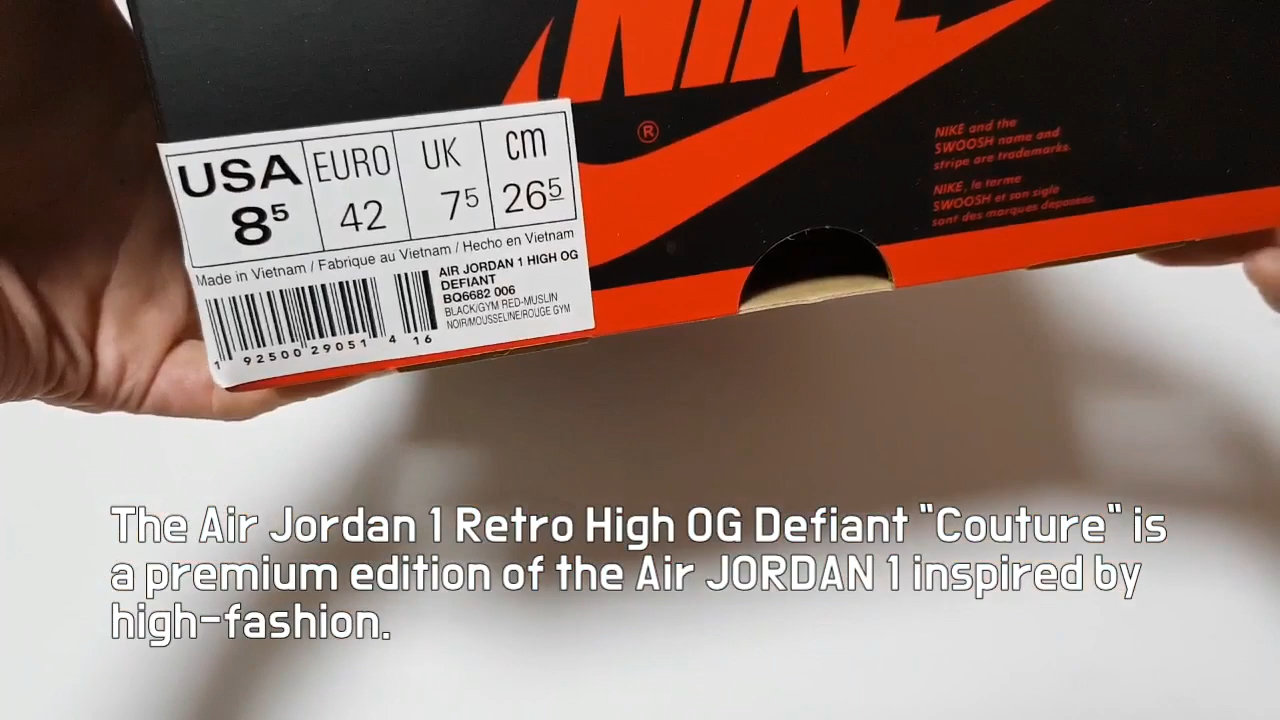 NIKE
®
NIKE and the
SWOOSH name and
stripe are trademarks.
NIKE, le terme
SWOOSH et son sigle
sont des marques deposees.
USA EURO UK cm
8⁵ 42 7⁵ 26⁵
Made in Vietnam / Fabrique au Vietnam / Hecho en Vietnam
AIR JORDAN 1 HIGH OG
DEFIANT
BQ6682 006
BLACK/GYM RED-MUSLIN
NOIR/MOUSSELINE/ROUGE GYM
1 92500 29051 4 16
The Air Jordan 1 Retro High OG Defiant "Couture" is
a premium edition of the Air JORDAN 1 inspired by
high-fashion.